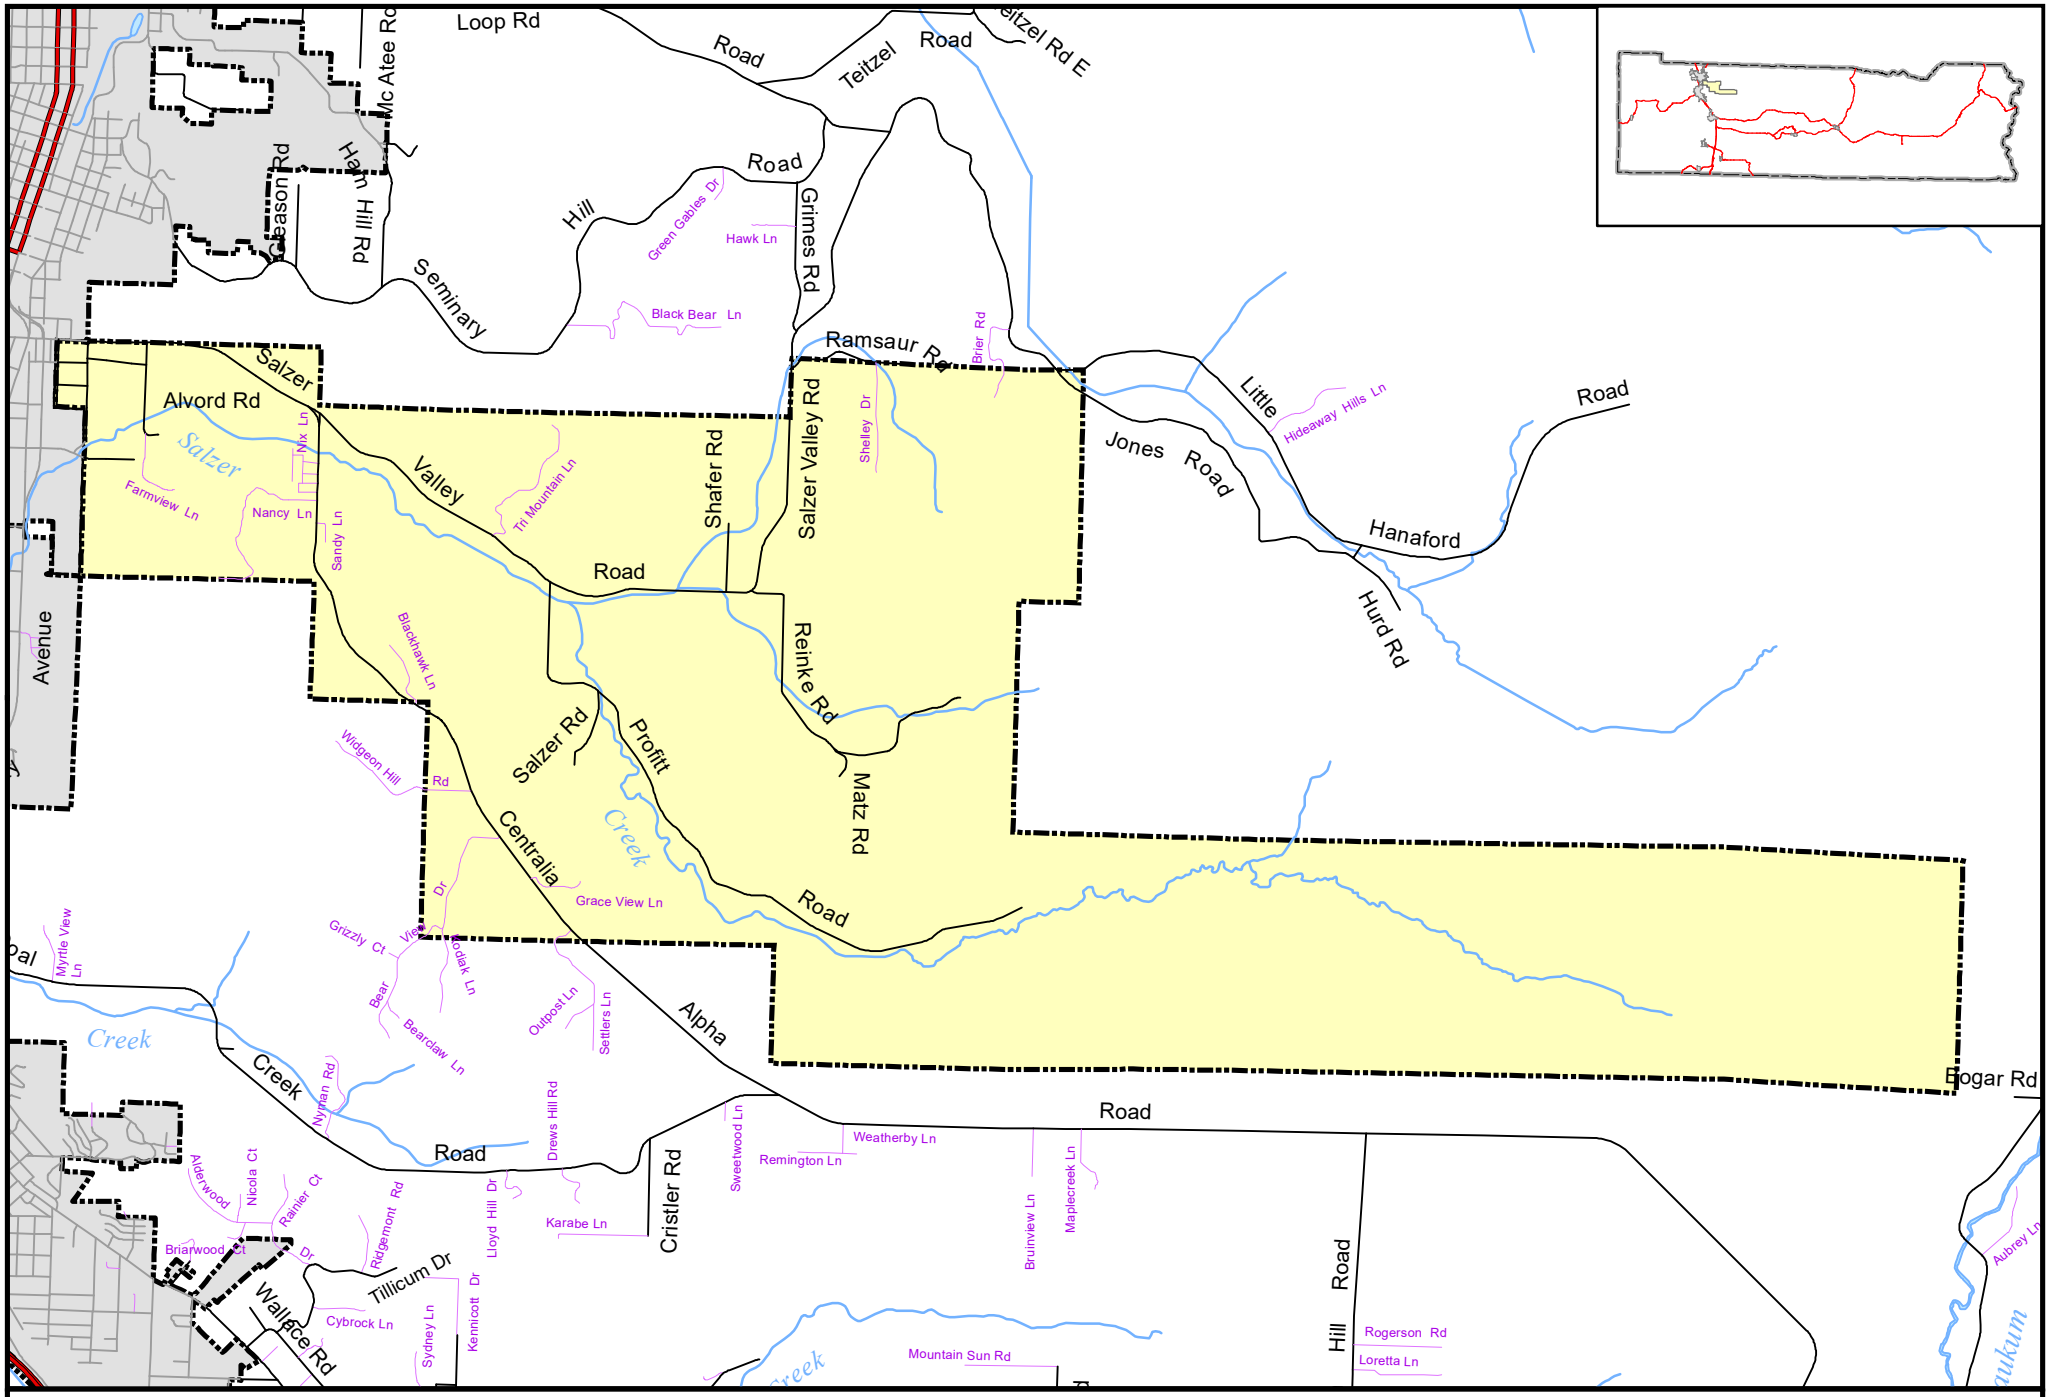 Loop Rd
Mc Atee Rd
Road
Teitzel
Road
eitzel Rd E
Gleason Rd
Ham Hill Rd
Road
Hill
Green Gables Dr
Hawk Ln
Grimes Rd
Seminary
Black Bear Ln
Brier Rd
Ramsaur Rd
Salzer
Alvord Rd
Nix Ln
Salzer
Valley
Tri Mountain Ln
Shafer Rd
Salzer Valley Rd
Shelley Dr
Little
Hideaway Hills Ln
Road
Jones
Road
Hanaford
Hurd Rd
Farmview Ln
Nancy Ln
Sandy Ln
Road
Avenue
Blackhawk Ln
Reinke Rd
Salzer Rd
Profitt
Widgeon Hill
Rd
Matz Rd
Centralia
Creek
Dr
Grace View Ln
Road
Grizzly Ct
View
Kodiak Ln
Myrtle View
Ln
oal
Bear
Outpost Ln
Settlers Ln
Bearclaw Ln
Alpha
Creek
Creek
Nyman Rd
Bogar Rd
Drews Hill Rd
Sweetwood Ln
Road
Weatherby Ln
Remington Ln
Road
Cristler Rd
Bruinview Ln
Maplecreek Ln
Alderwood
Nicola Ct
Rainier Ct
Ridgemont Rd
Lloyd Hill Dr
Karabe Ln
Briarwood Ct
Dr
Tillicum Dr
Wallace Rd
Cybrock Ln
Sydney Ln
Kennicott Dr
Road
Hill
Aubrey Ln
Rogerson Rd
Loretta Ln
Mountain Sun Rd
Creek
aukum